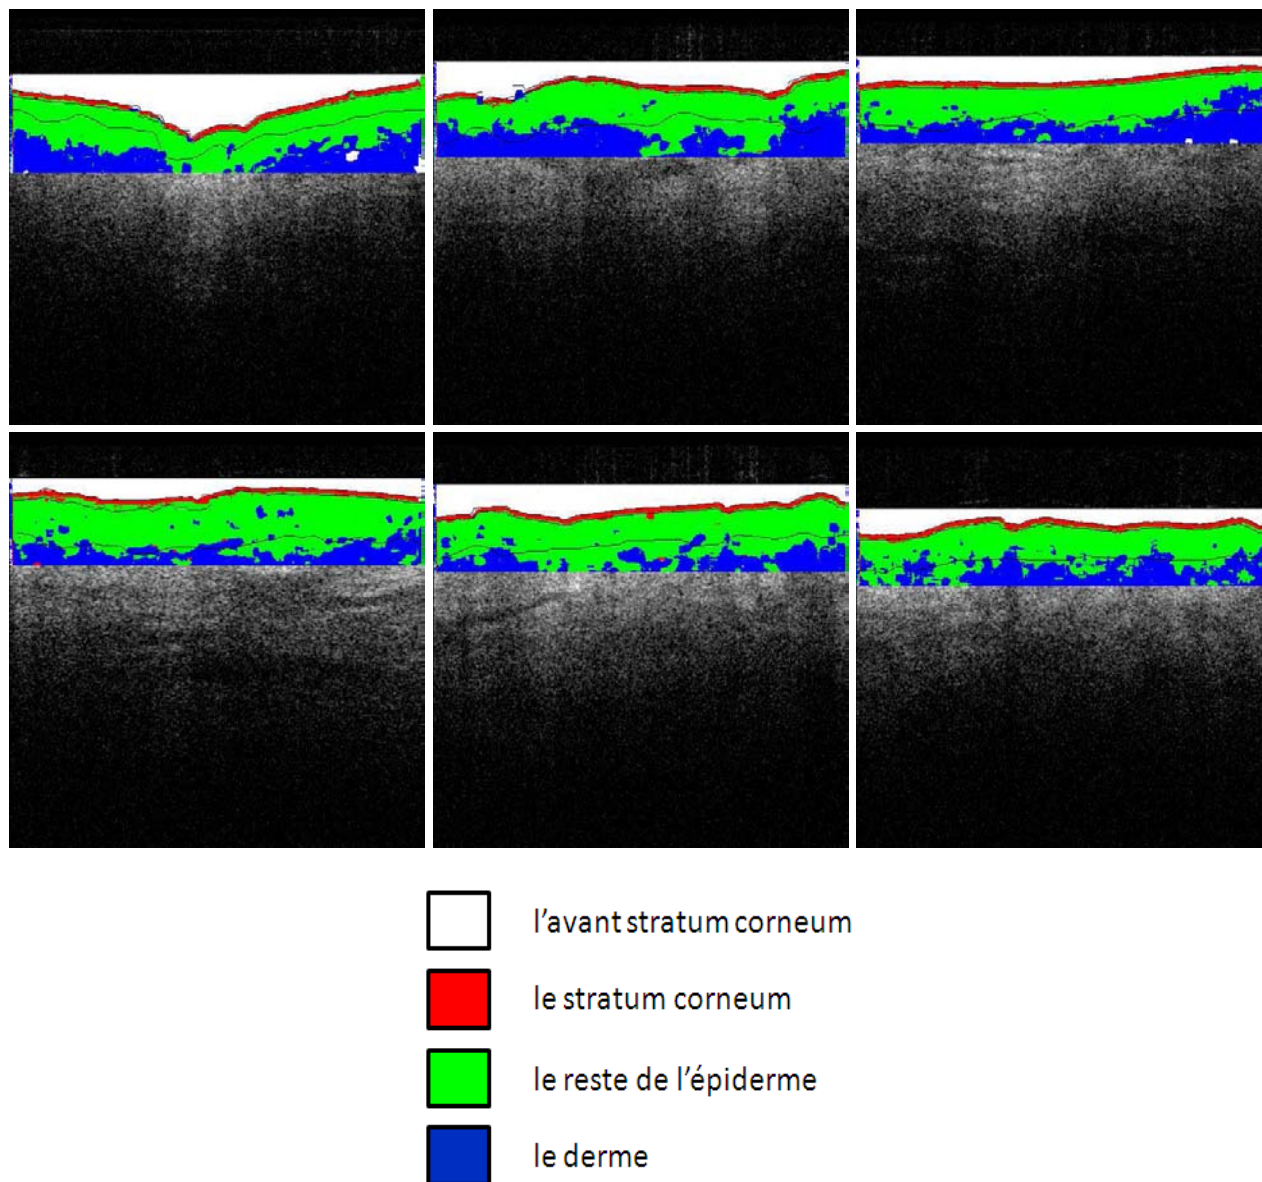 l’avant stratum corneum
le stratum corneum
le reste de l’épiderme
le derme